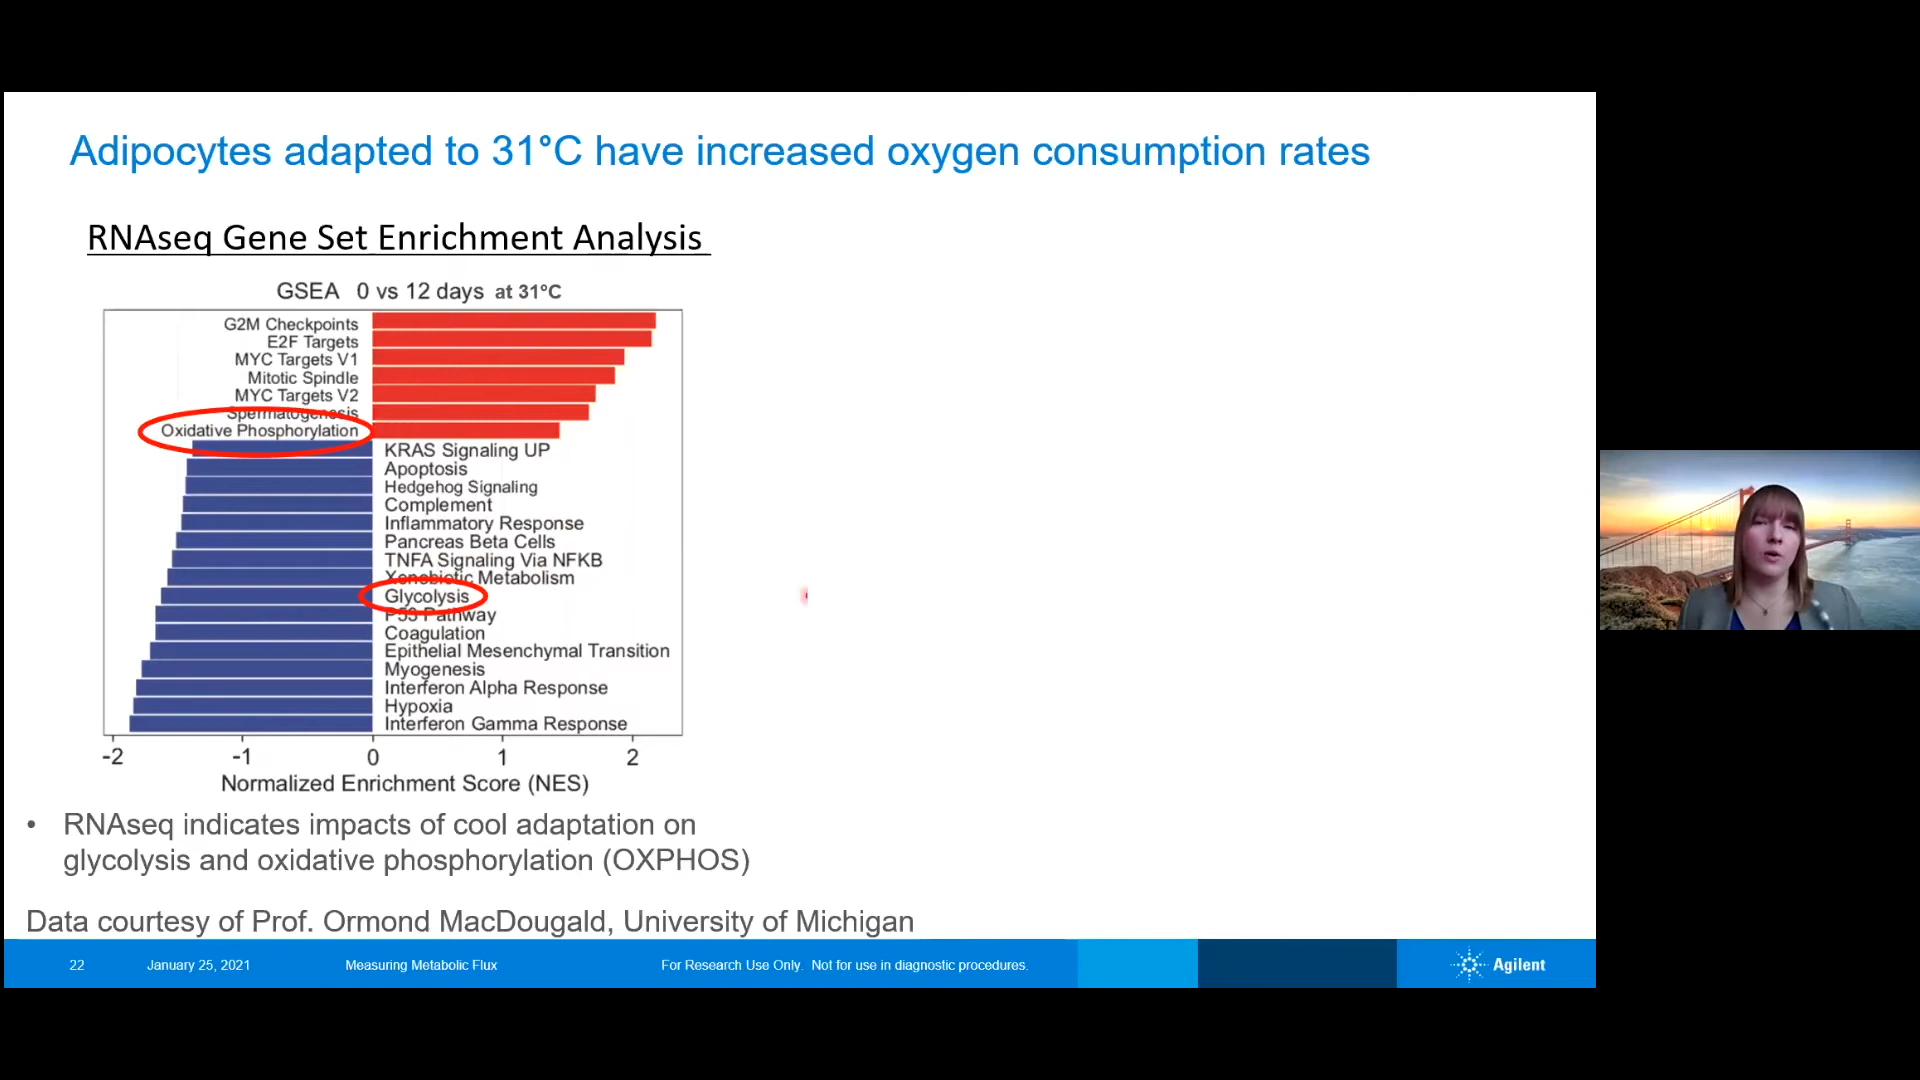 Adipocytes adapted to 31°C have increased oxygen consumption rates
RNAseq Gene Set Enrichment Analysis
GSEA 0 vs 12 days at 31°C
G2M Checkpoints
E2F Targets
MYC Targets V1
Mitotic Spindle
MYC Targets V2
Spermatogenesis
Oxidative Phosphorylation
KRAS Signaling UP
Apoptosis
Hedgehog Signaling
Complement
Inflammatory Response
Pancreas Beta Cells
TNFA Signaling Via NFKB
Xenobiotic Metabolism
Glycolysis
P53 Pathway
Coagulation
Epithelial Mesenchymal Transition
Myogenesis
Interferon Alpha Response
Hypoxia
Interferon Gamma Response
-2 -1 0 1 2
Normalized Enrichment Score (NES)
• RNAseq indicates impacts of cool adaptation on
glycolysis and oxidative phosphorylation (OXPHOS)
Data courtesy of Prof. Ormond MacDougald, University of Michigan
22 January 25, 2021 Measuring Metabolic Flux For Research Use Only. Not for use in diagnostic procedures. Agilent